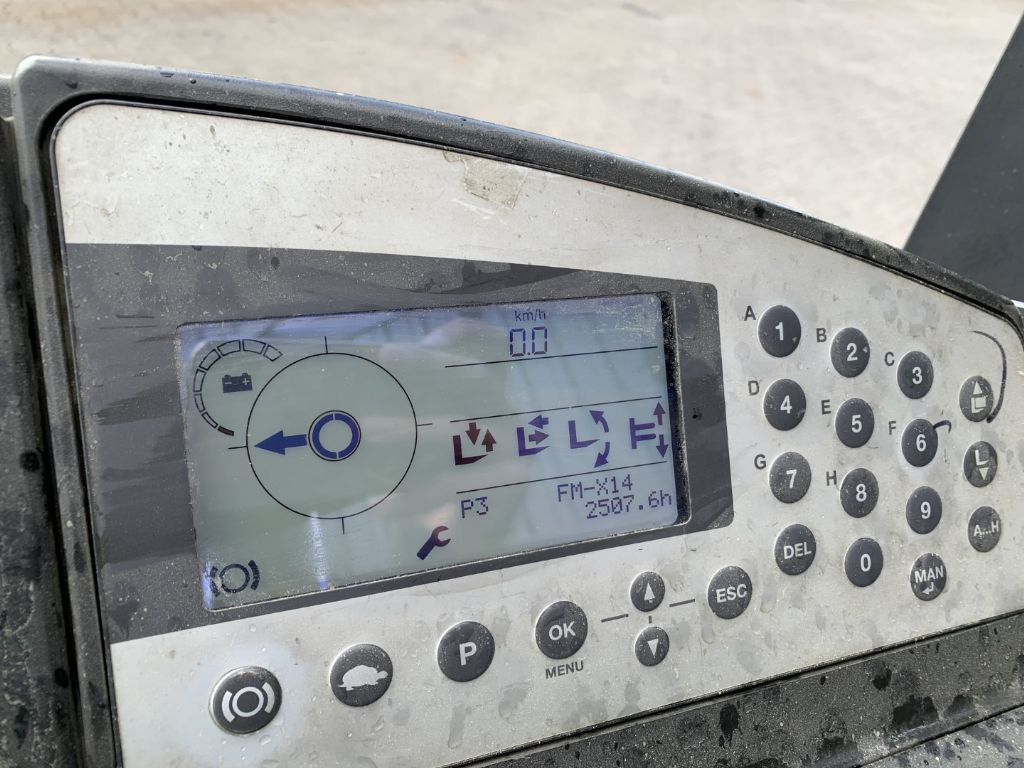 km/h
0.0
P3
FM-X14
2507.6h
A 1
B 2
C 3
D 4
E 5
F 6
G 7
H 8
9
A...H
DEL
0
MAN
P
OK
MENU
ESC